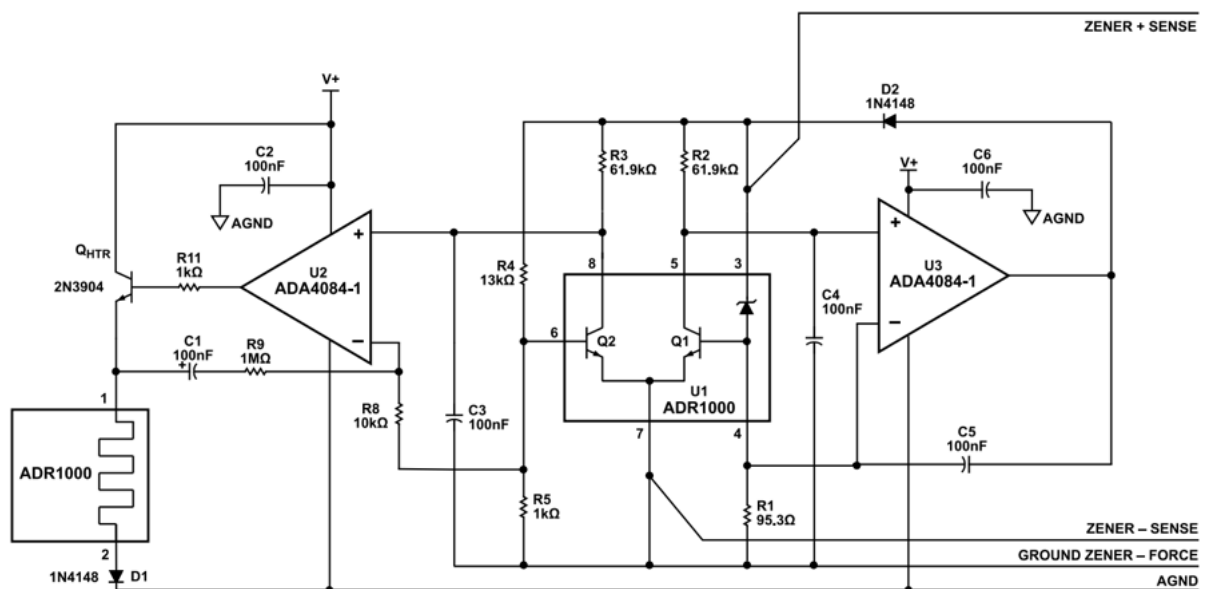 ZENER + SENSE
V+
D2
1N4148
C2
100nF
R3
61.9kΩ
R2
61.9kΩ
V+
C6
100nF
AGND
AGND
QHTR
2N3904
R11
1kΩ
+
U2
ADA4084-1
−
R4
13kΩ
8
5
3
6
Q2
Q1
U1
ADR1000
7
4
C4
100nF
+
U3
ADA4084-1
−
C1
+
100nF
R9
1MΩ
R8
10kΩ
C3
100nF
C5
100nF
1
ADR1000
2
R5
1kΩ
R1
95.3Ω
ZENER – SENSE
GROUND ZENER – FORCE
1N4148
D1
AGND